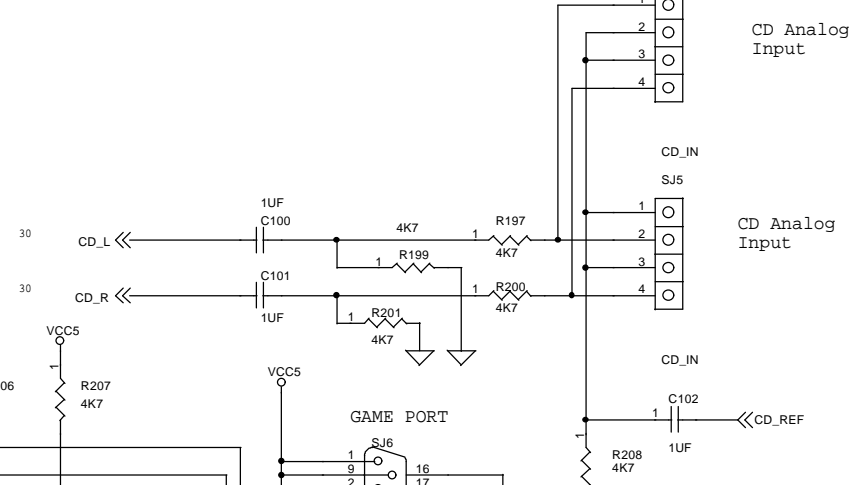 1
CD Analog
Input
2
3
4
CD_IN
SJ5
1UF
C100
30
CD_L
4K7
1
R197
4K7
1
R199
1
2
3
4
CD Analog
Input
C101
30
CD_R
1UF
1
R200
4K7
1
R201
4K7
VCC5
1
06
R207
4K7
VCC5
CD_IN
GAME PORT
SJ6
C102
1
CD_REF
1UF
1
R208
4K7
1
9
16
2
17